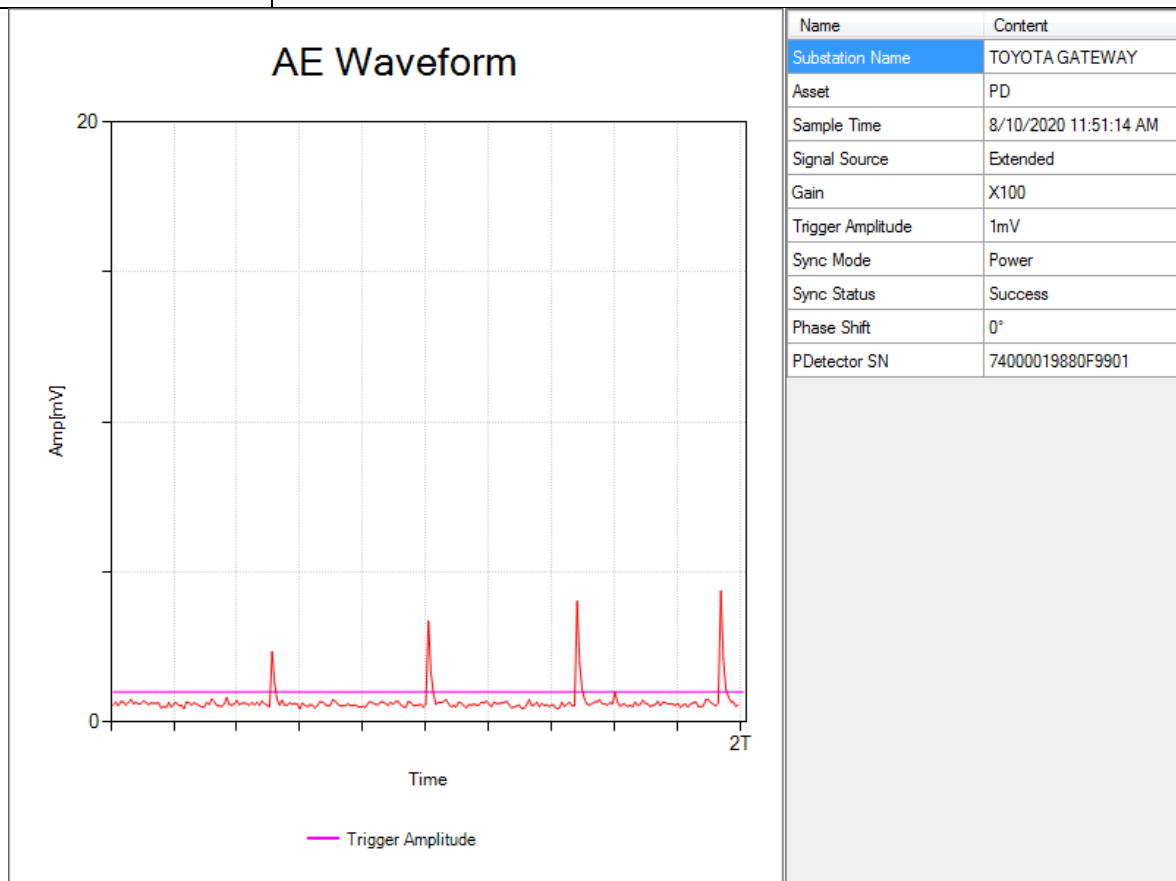 AE Waveform
20
Amp[mV]
0
2T
Time
Trigger Amplitude
Name Content
Substation Name TOYOTA GATEWAY
Asset PD
Sample Time 8/10/2020 11:51:14 AM
Signal Source Extended
Gain X100
Trigger Amplitude 1mV
Sync Mode Power
Sync Status Success
Phase Shift 0°
PDetector SN 74000019880F9901